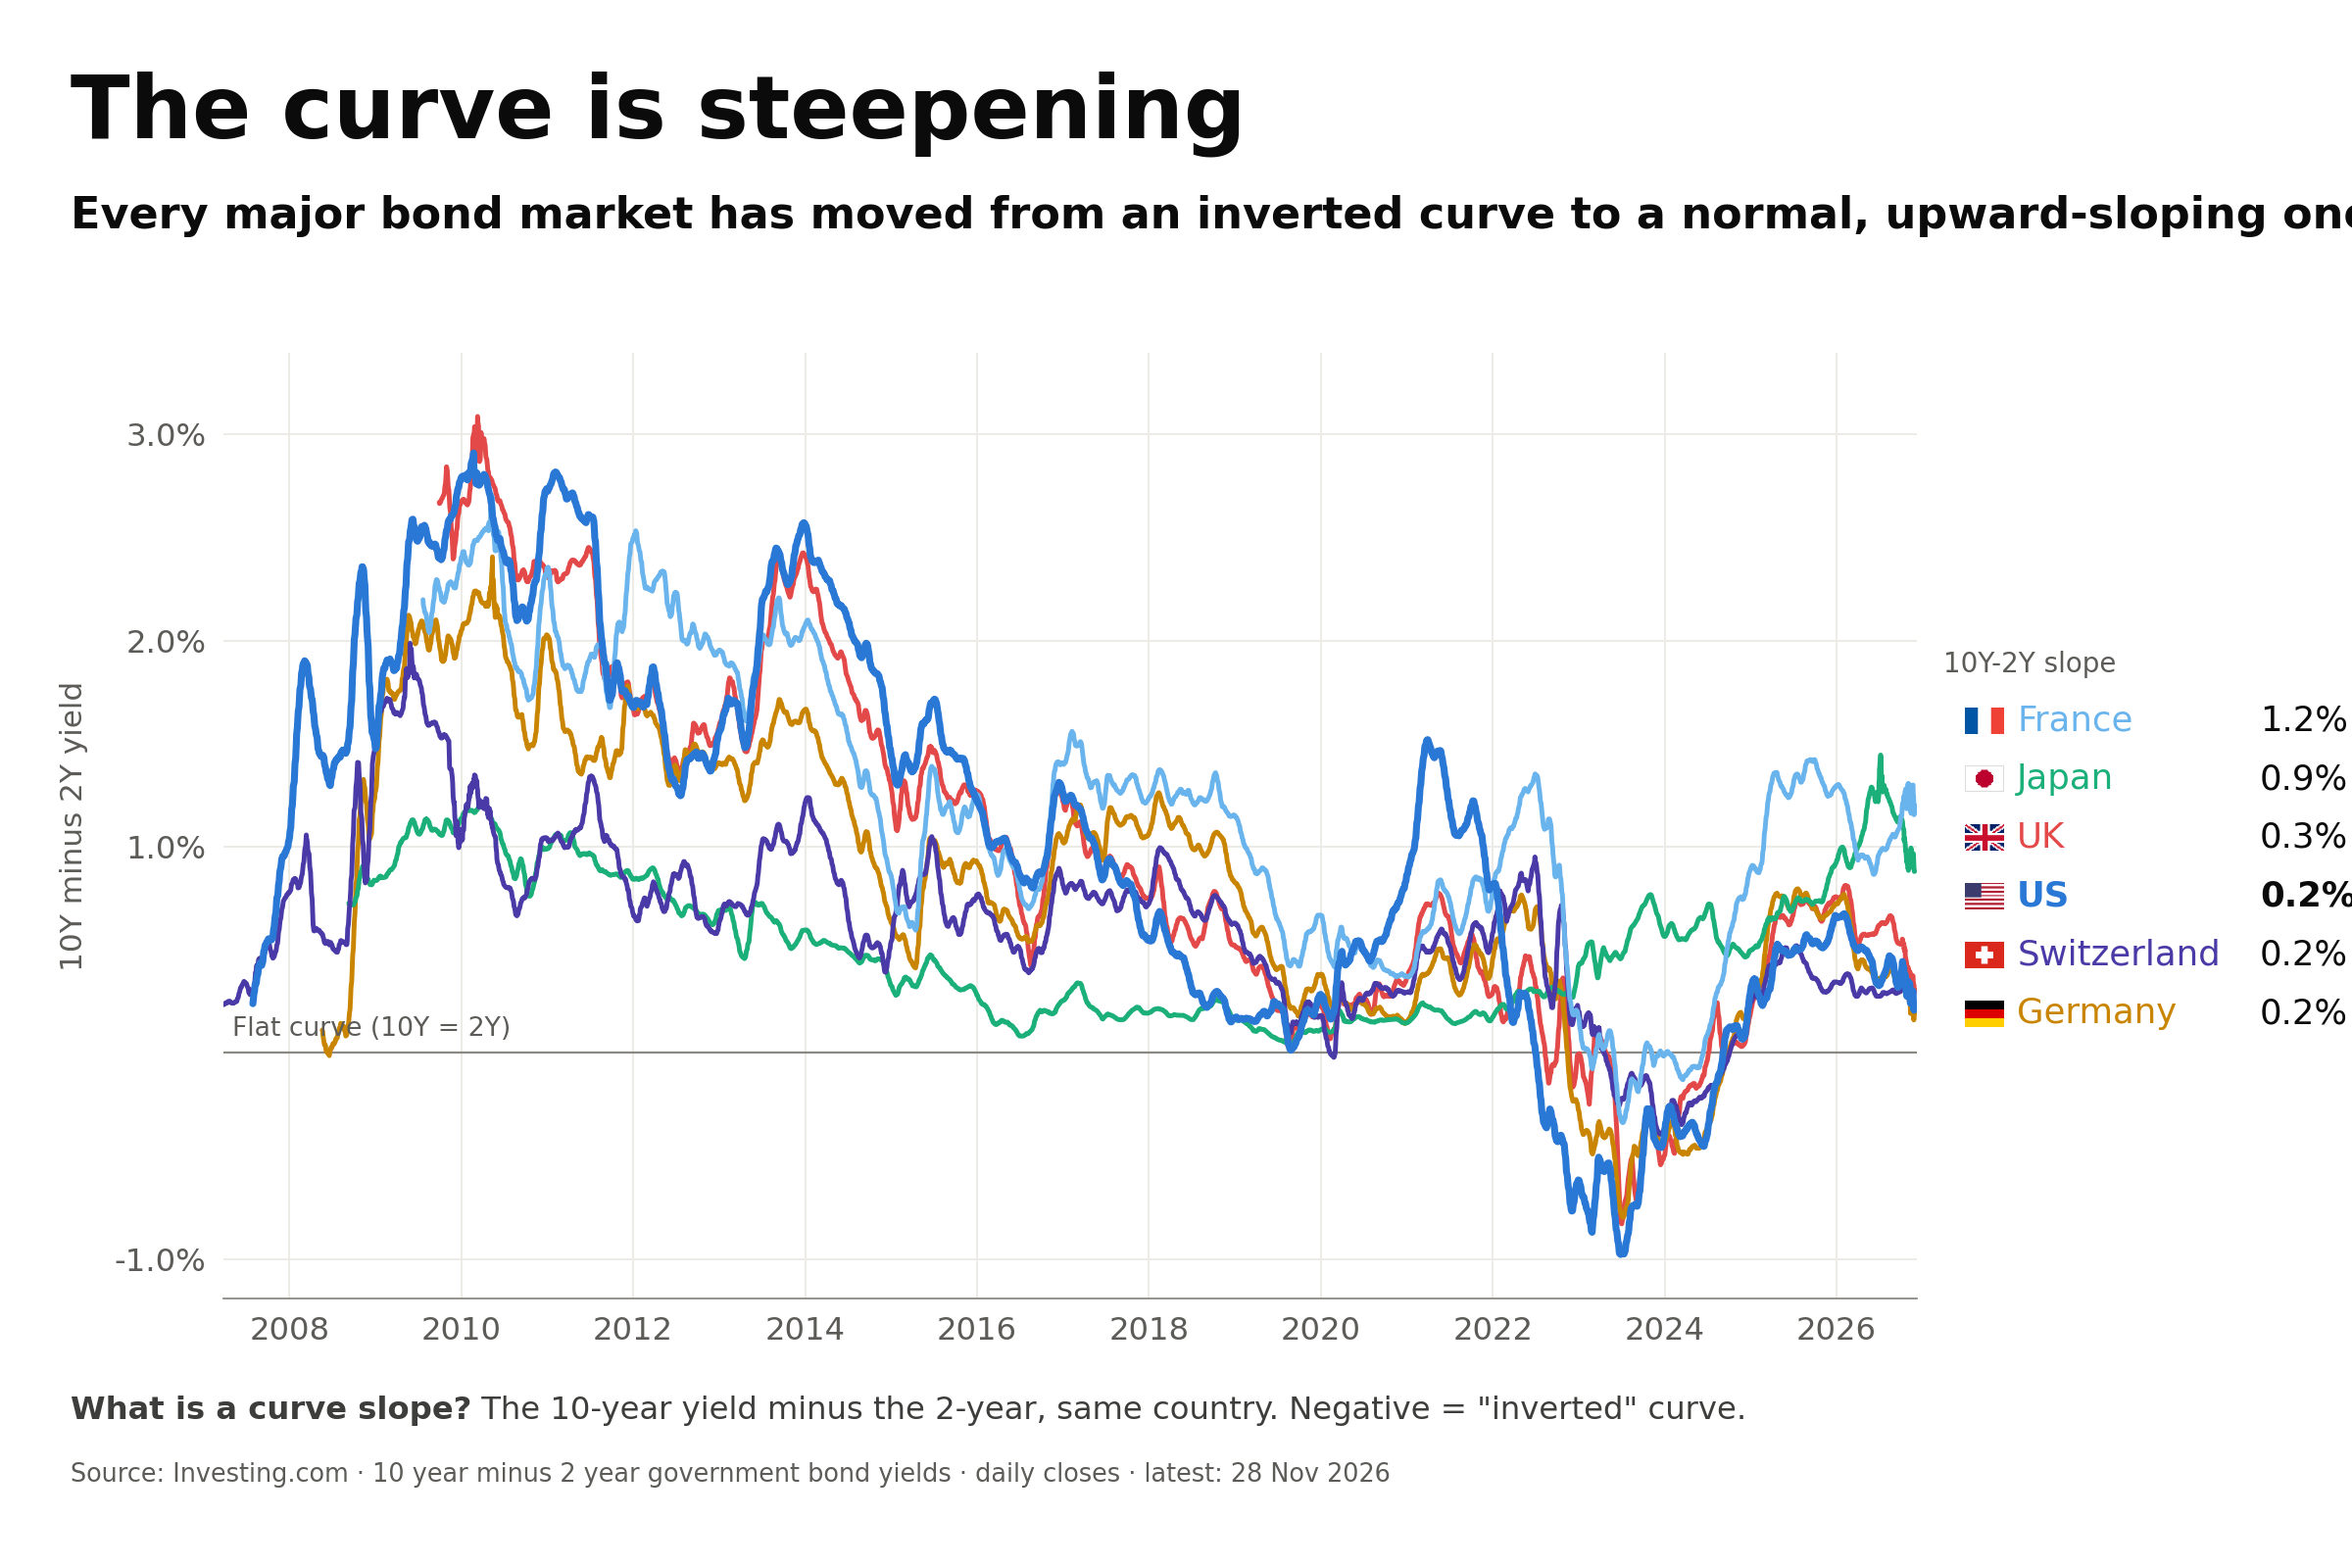 The curve is steepening
Every major bond market has moved from an inverted curve to a normal, upward-sloping one
10Y minus 2Y yield
3.0%
2.0%
1.0%
-1.0%
Flat curve (10Y = 2Y)
2008 2010 2012 2014 2016 2018 2020 2022 2024 2026
10Y-2Y slope
France 1.2%
Japan 0.9%
UK 0.3%
US 0.2%
Switzerland 0.2%
Germany 0.2%
What is a curve slope? The 10-year yield minus the 2-year, same country. Negative = "inverted" curve.
Source: Investing.com · 10 year minus 2 year government bond yields · daily closes · latest: 28 Nov 2026